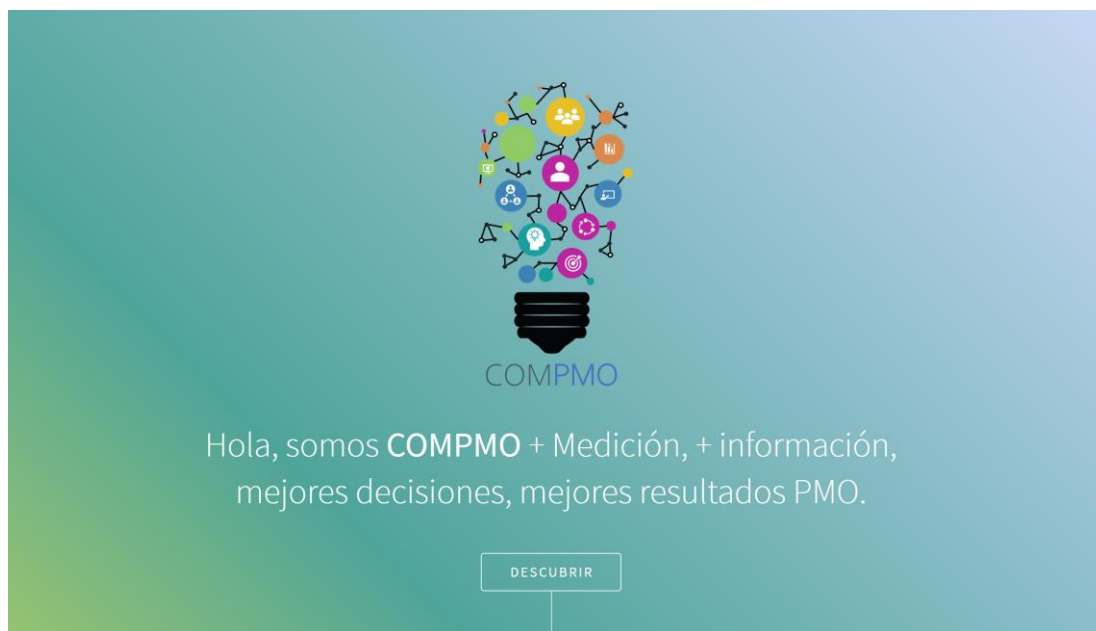 COMPMO
Hola, somos COMPMO + Medición, + información,
mejores decisiones, mejores resultados PMO.
DESCUBRIR